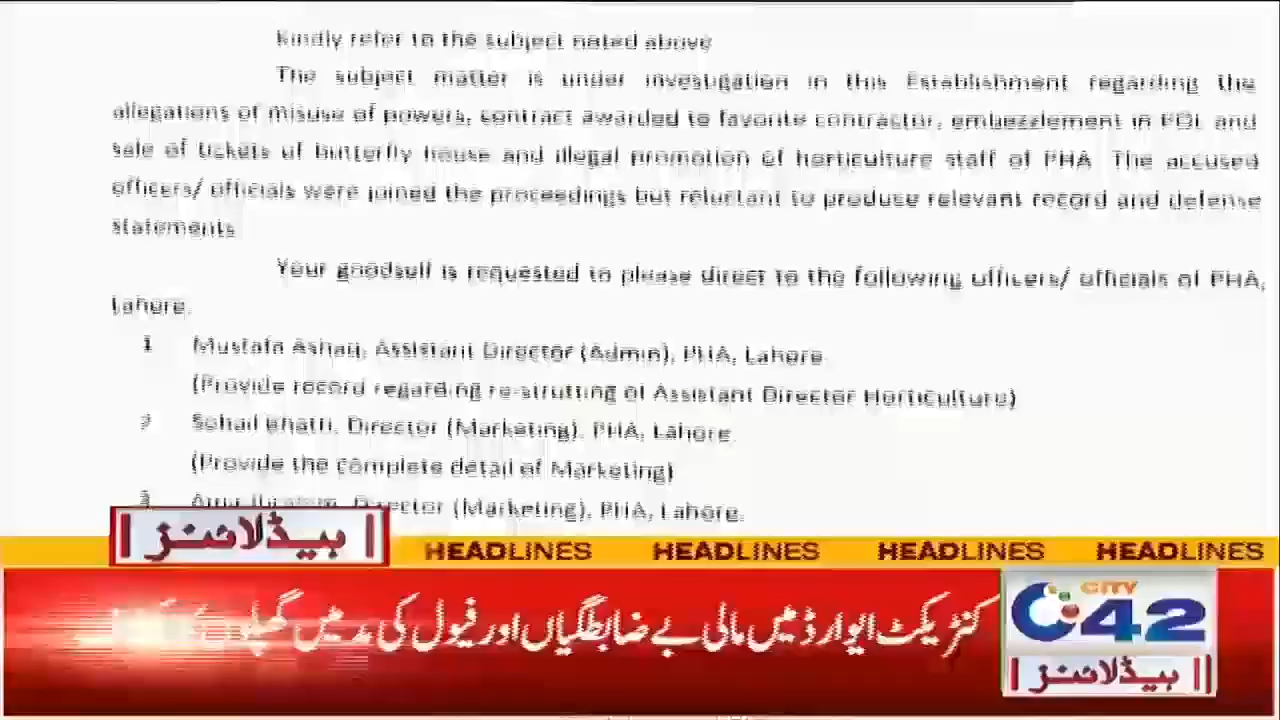 Kindly refer to the subject noted above
The subject matter is under investigation in this Establishment regarding the
allegations of misuse of powers, contract awarded to favorite contractor, embezzlement in POL and
sale of tickets of butterfly house and illegal promotion of horticulture staff of PHA. The accused
officers/ officials were joined the proceedings but reluctant to produce relevant record and defense
statements.
Your goodself is requested to please direct to the following officers/ officials of PHA,
Lahore.
1 Mustafa Ashaq, Assistant Director (Admin), PHA, Lahore.
(Provide record regarding re-strutting of Assistant Director Horticulture)
2 Sohail Bhatti, Director (Marketing), PHA, Lahore.
(Provide the complete detail of Marketing)
3 Director (Marketing), PHA, Lahore.
ہیڈلائنز
HEADLINES HEADLINES HEADLINES HEADLINES
کنٹریکٹ ایوارڈ میں مالی بے ضابطگیاں اور فیول کی مد میں گھپلوں
CITY
42
ہیڈلائنز